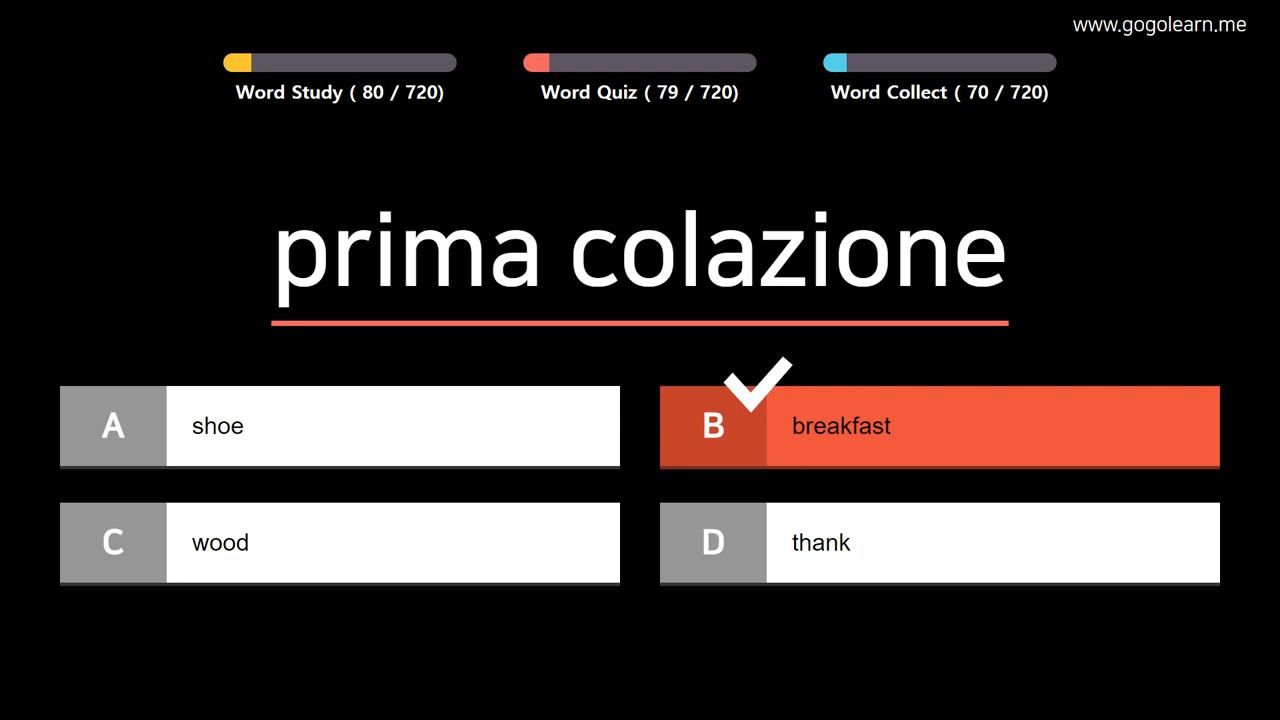 www.gogolearn.me
Word Study ( 80 / 720)
Word Quiz ( 79 / 720)
Word Collect ( 70 / 720)
prima colazione
A shoe
B breakfast
C wood
D thank